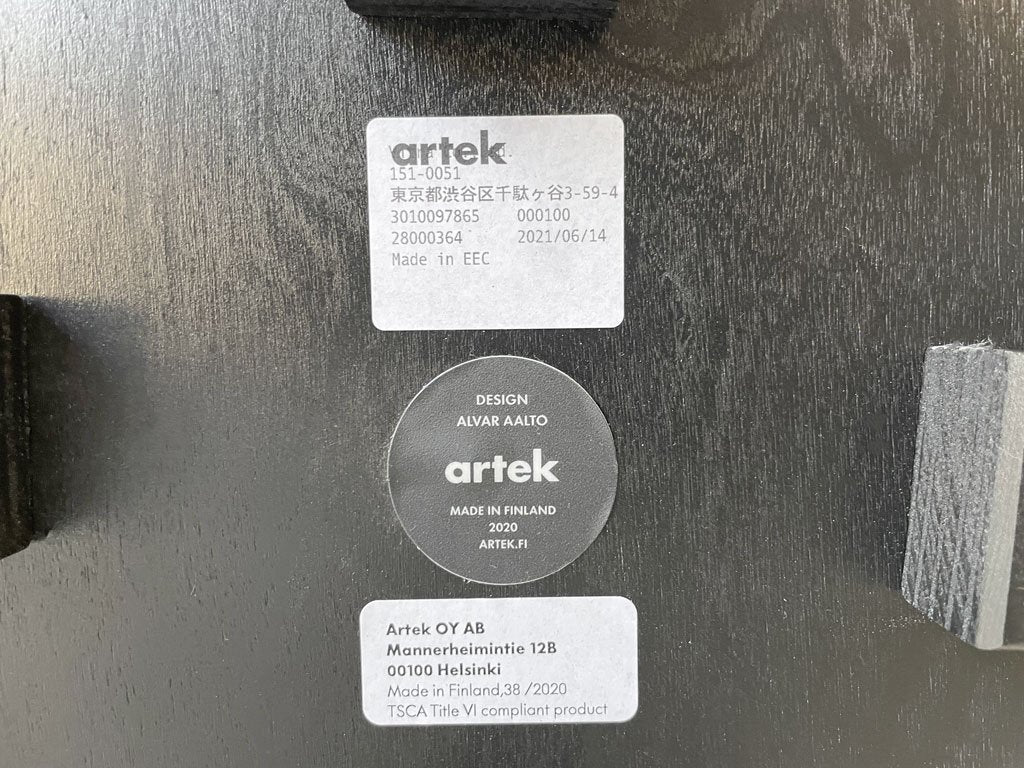 artek
151-0051
東京都渋谷区千駄ヶ谷3-59-4
3010097865 000100
28000364 2021/06/14
Made in EEC
DESIGN
ALVAR AALTO
artek
MADE IN FINLAND
2020
ARTEK.FI
Artek OY AB
Mannerheimintie 12B
00100 Helsinki
Made in Finland,38 /2020
TSCA Title VI compliant product